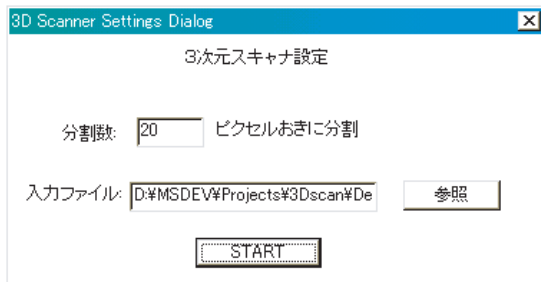 3D Scanner Settings Dialog
3次元スキャナ設定
分割数: 20 ピクセルおきに分割
入力ファイル: D:¥MSDEV¥Projects¥3Dscan¥De 参照
START